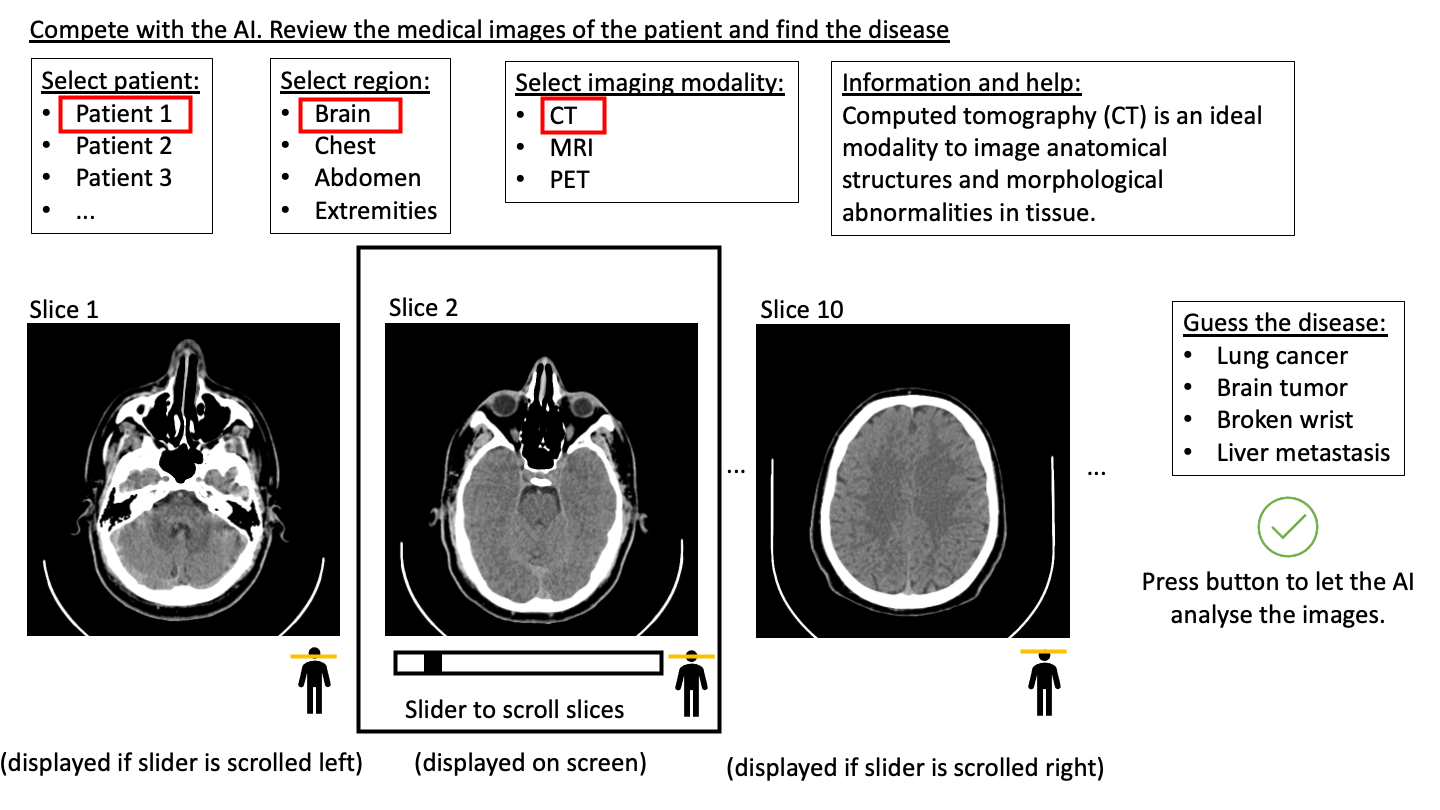 Compete with the AI. Review the medical images of the patient and find the disease
Select patient:
• Patient 1
• Patient 2
• Patient 3
• ...
Select region:
• Brain
• Chest
• Abdomen
• Extremities
Select imaging modality:
• CT
• MRI
• PET
Information and help:
Computed tomography (CT) is an ideal
modality to image anatomical
structures and morphological
abnormalities in tissue.
Slice 1
Slice 2
Slice 10
...
...
Guess the disease:
• Lung cancer
• Brain tumor
• Broken wrist
• Liver metastasis
Press button to let the AI
analyse the images.
Slider to scroll slices
(displayed if slider is scrolled left)
(displayed on screen)
(displayed if slider is scrolled right)